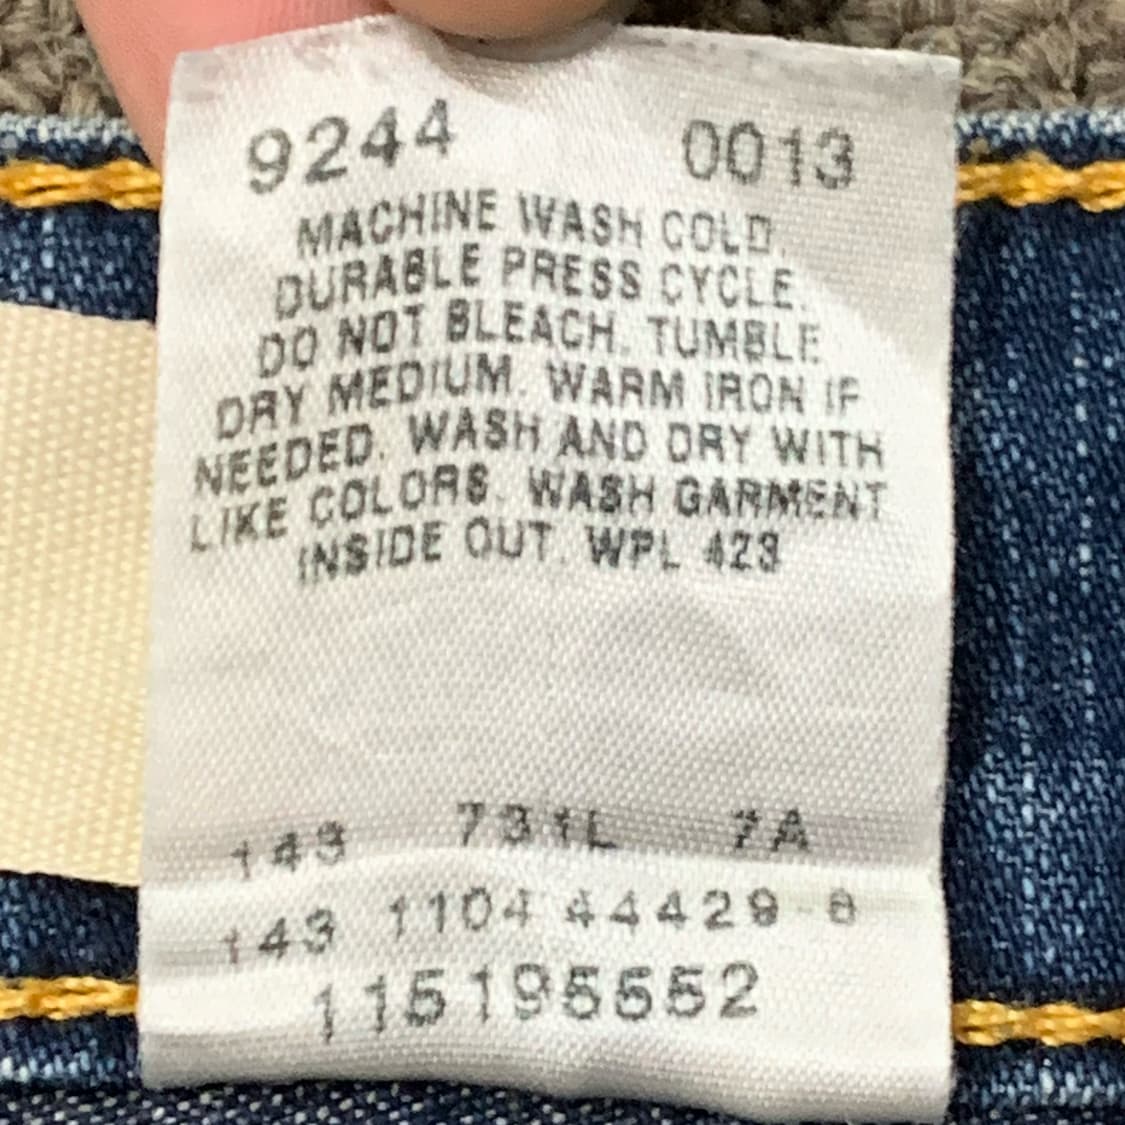 9244 0013
MACHINE WASH COLD.
DURABLE PRESS CYCLE.
DO NOT BLEACH. TUMBLE
DRY MEDIUM. WARM IRON IF
NEEDED. WASH AND DRY WITH
LIKE COLORS. WASH GARMENT
INSIDE OUT. WPL 423
143 731L 7A
143 1104 44429-8
115195552